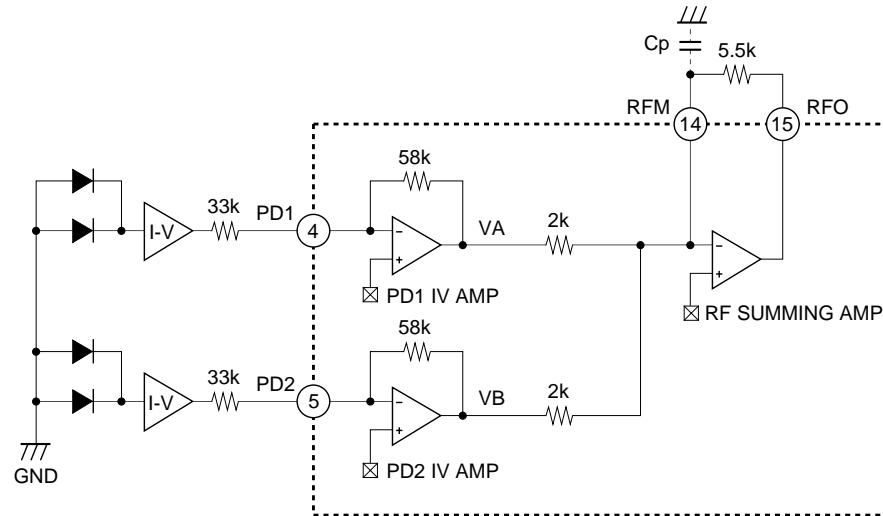 Cp
5.5k
RFM
RFO
14
15
58k
33k
PD1
4
I-V
VA
2k
PD1 IV AMP
RF SUMMING AMP
58k
33k
PD2
5
I-V
VB
2k
PD2 IV AMP
GND